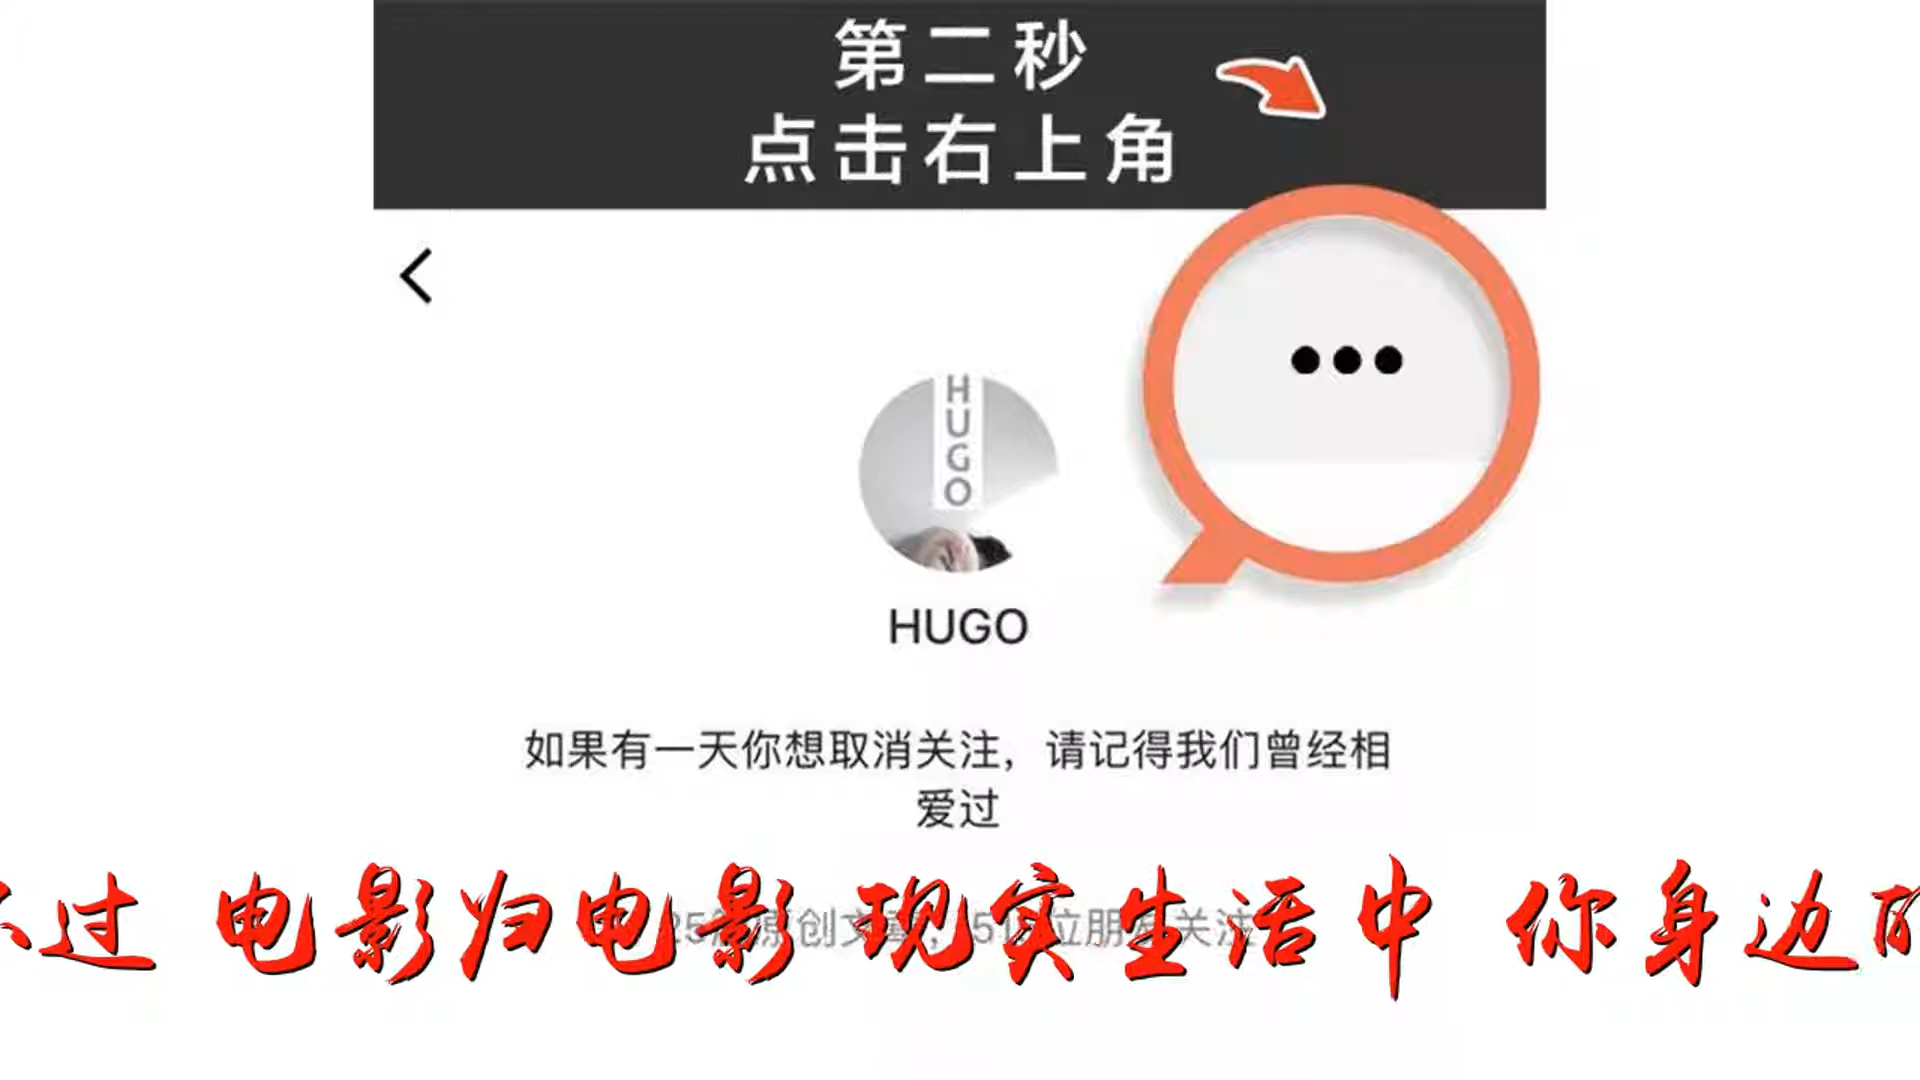 第二秒
点击右上角
HUGO
HUGO
如果有一天你想取消关注，请记得我们曾经相
爱过
过 电影归电影 现实生活中 你身边